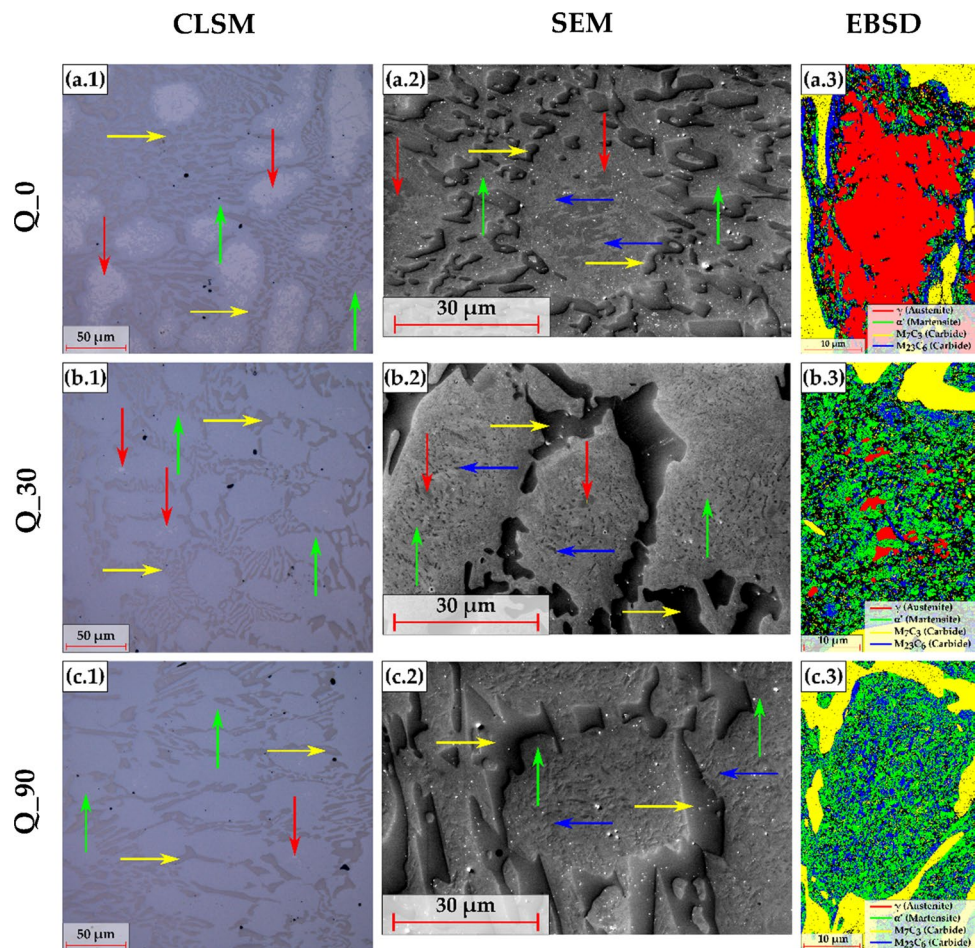 CLSM SEM EBSD
Q_0
(a.1) (a.2) (a.3)
50 µm
30 µm
10 µm
γ (Austenite)
α' (Martensite)
M₇C₃ (Carbide)
M₂₃C₆ (Carbide)
Q_30
(b.1) (b.2) (b.3)
50 µm
30 µm
10 µm
γ (Austenite)
α' (Martensite)
M₇C₃ (Carbide)
M₂₃C₆ (Carbide)
Q_90
(c.1) (c.2) (c.3)
50 µm
30 µm
10 µm
γ (Austenite)
α' (Martensite)
M₇C₃ (Carbide)
M₂₃C₆ (Carbide)